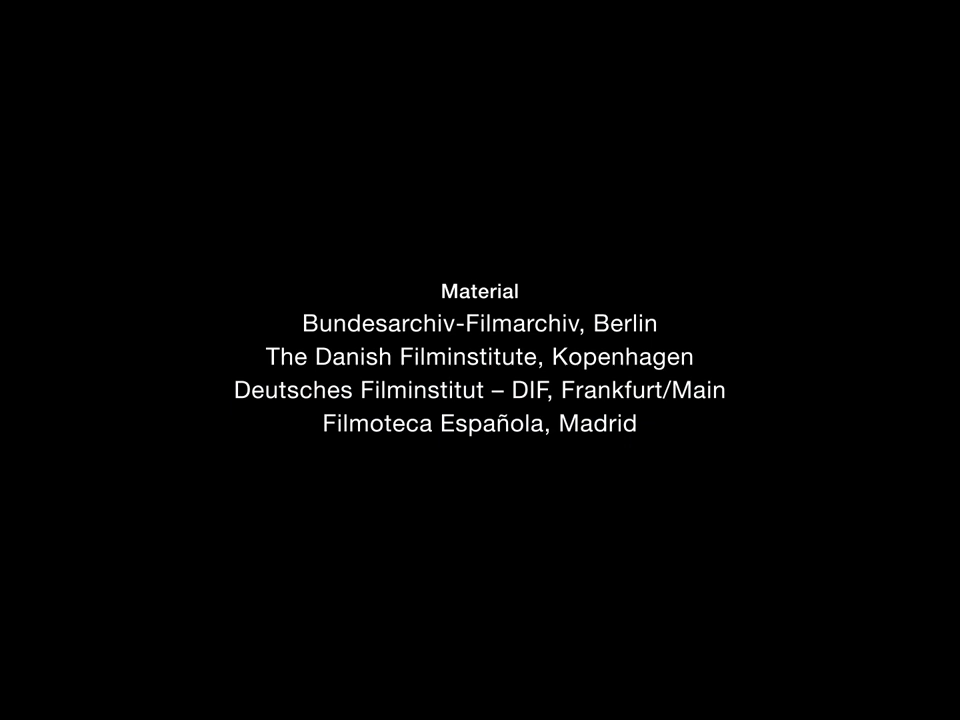 Material
Bundesarchiv-Filmarchiv, Berlin
The Danish Filminstitute, Kopenhagen
Deutsches Filminstitut – DIF, Frankfurt/Main
Filmoteca Española, Madrid